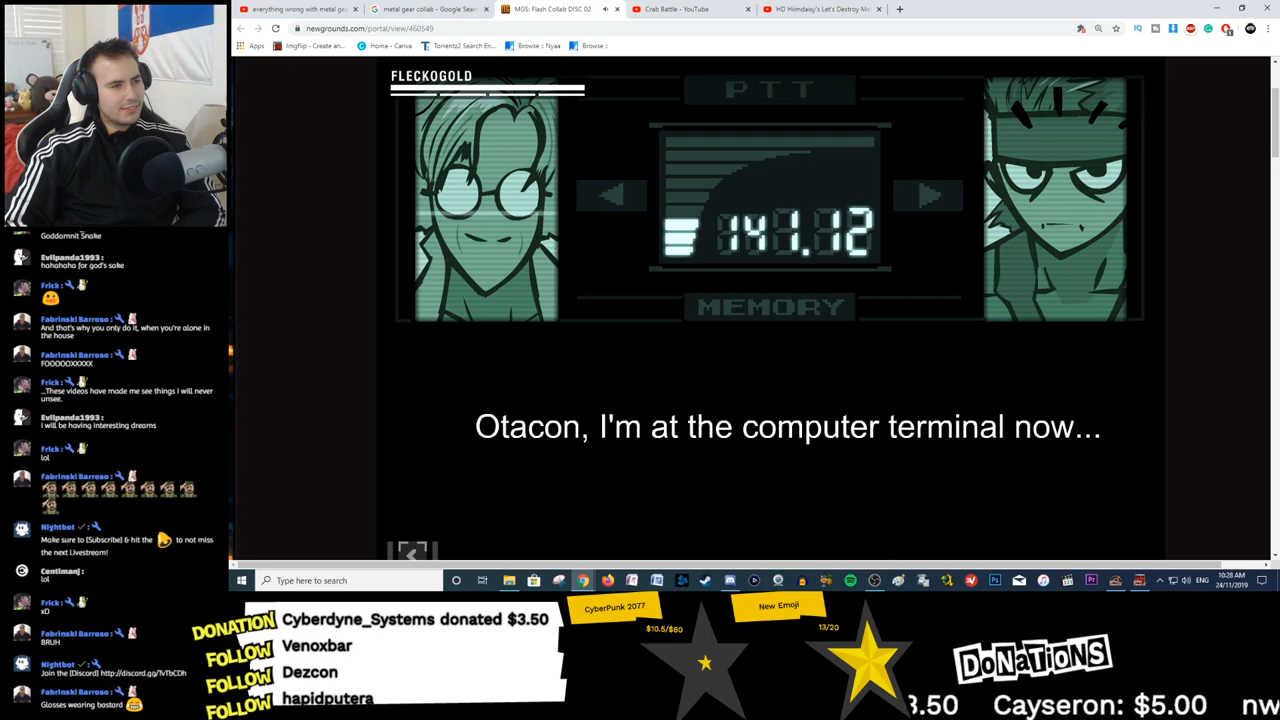 everything wrong with metal gea
metal gear collab - Google Sear
MGS: Flash Collab DISC 02
Crab Battle - YouTube
HD Hiimdaisy's Let's Destroy Me
newgrounds.com/portal/view/460549
Apps
Imgflip - Create an...
Home - Canva
Torrentz2 Search En...
Browse :: Nyaa
Browse ::
FLECKOGOLD
PTT
141.12
MEMORY
Otacon, I'm at the computer terminal now...
Goddamnit Snake
Evilpanda1993 :
hahahaha for god's sake
Frick :
Fabrinski Barroso :
And that's why you only do it, when you're alone in
the house
Fabrinski Barroso :
FOOOOOXXXXX
Frick :
...These videos have made me see things I will never
unsee.
Evilpanda1993 :
I will be having interesting dreams
Frick :
lol
Fabrinski Barroso :
Nightbot ✓ :
Make sure to [Subscribe] & hit the to not miss
the next Livestream!
Centimanj :
lol
Frick :
xD
Fabrinski Barroso :
BRUH
Nightbot ✓ :
Join the [Discord] http://discord.gg/TvTbCDh
Fabrinski Barroso :
Glasses wearing bastard
Type here to search
ENG
10:28 AM
24/11/2019
DONATION Cyberdyne_Systems donated $3.50
FOLLOW Venoxbar
FOLLOW Dezcon
FOLLOW hapidputera
CyberPunk 2077
$10.5/$80
New Emoji
13/20
DONATIONS
3.50 Cayseron: $5.00 nw